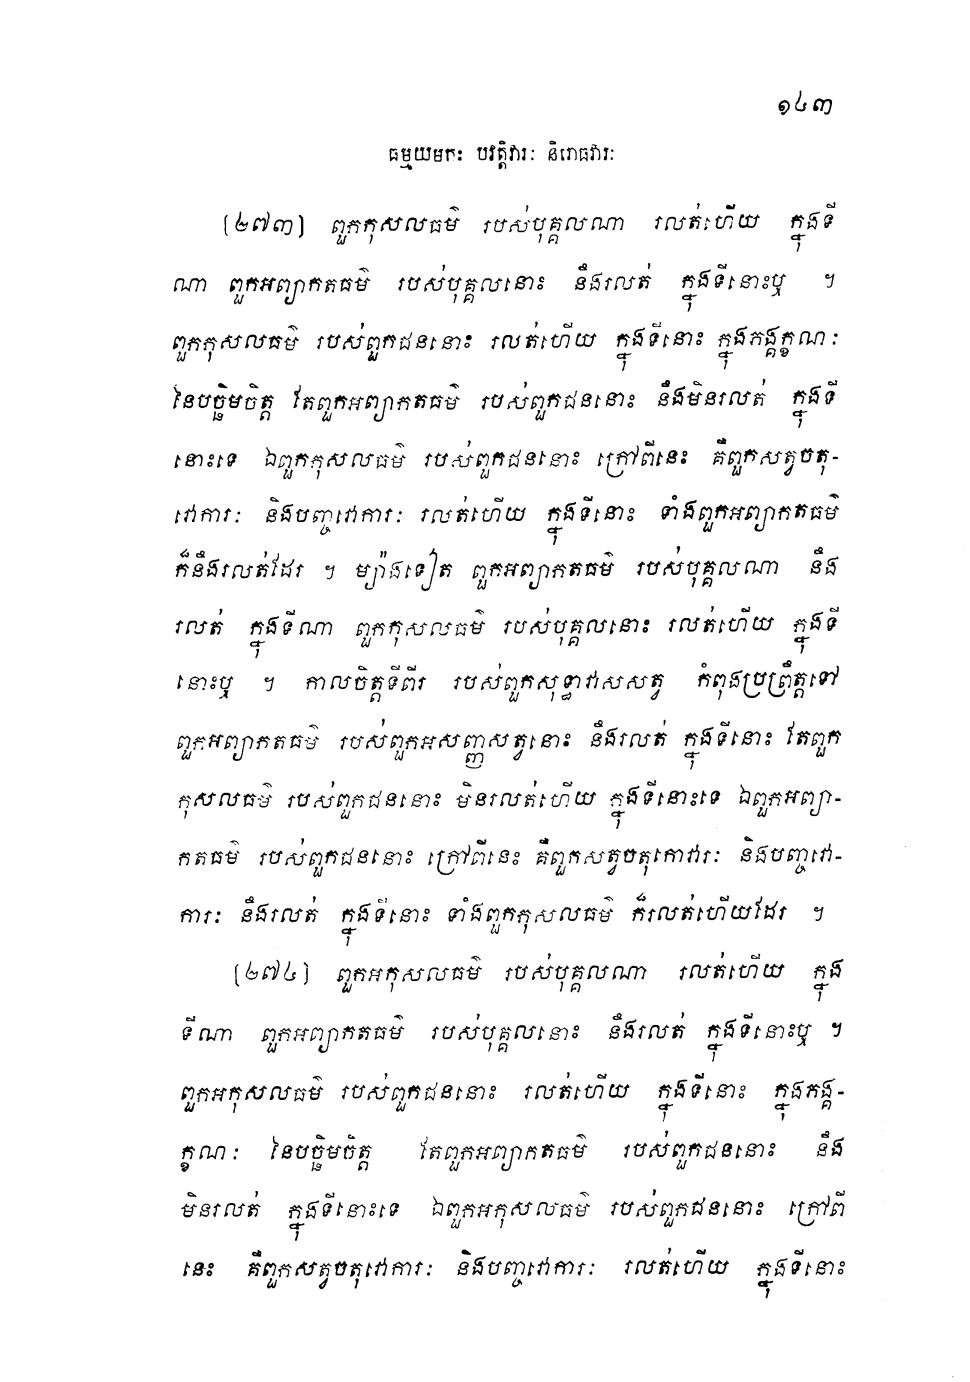 ១៤៣
ធម្មយមកៈ បវត្តិវារៈ និរោធវារៈ
(២៧៣) ពួកកុសលធម៌ របស់បុគ្គលណា រលត់ហើយ ក្នុងទី
ណា ពួកអព្យាកតធម៌ របស់បុគ្គលនោះ នឹងរលត់ ក្នុងទីនោះឬ ។
ពួកកុសលធម៌ របស់ពួកជននោះ រលត់ហើយ ក្នុងទីនោះ ក្នុងភង្គក្ខណៈ
នៃបច្ឆិមចិត្ត តែពួកអព្យាកតធម៌ របស់ពួកជននោះ នឹងមិនរលត់ ក្នុងទី
នោះទេ ឯពួកកុសលធម៌ របស់ពួកជននោះ ក្រៅពីនេះ គឺពួកសត្វចតុ-
វោការៈ និងបញ្ចវោការៈ រលត់ហើយ ក្នុងទីនោះ ទាំងពួកអព្យាកតធម៌
ក៏នឹងរលត់ដែរ ។ ម្យ៉ាងទៀត ពួកអព្យាកតធម៌ របស់បុគ្គលណា នឹង
រលត់ ក្នុងទីណា ពួកកុសលធម៌ របស់បុគ្គលនោះ រលត់ហើយ ក្នុងទី
នោះឬ ។ កាលចិត្តទីពីរ របស់ពួកសុទ្ធាវាសសត្វ កំពុងប្រព្រឹត្តទៅ
ពួកអព្យាកតធម៌ របស់ពួកអសញ្ញសត្វនោះ នឹងរលត់ ក្នុងទីនោះ តែពួក
កុសលធម៌ របស់ពួកជននោះ មិនរលត់ហើយ ក្នុងទីនោះទេ ឯពួកអព្យា-
កតធម៌ របស់ពួកជននោះ ក្រៅពីនេះ គឺពួកសត្វចតុកោវារៈ និងបញ្ចវោ-
ការៈ នឹងរលត់ ក្នុងទីនោះ ទាំងពួកកុសលធម៌ ក៏រលត់ហើយដែរ ។
(២៧៤) ពួកអកុសលធម៌ របស់បុគ្គលណា រលត់ហើយ ក្នុង
ទីណា ពួកអព្យាកតធម៌ របស់បុគ្គលនោះ នឹងរលត់ ក្នុងទីនោះឬ ។
ពួកអកុសលធម៌ របស់ពួកជននោះ រលត់ហើយ ក្នុងទីនោះ ក្នុងភង្គ-
ក្ខណៈ នៃបច្ឆិមចិត្ត តែពួកអព្យាកតធម៌ របស់ពួកជននោះ នឹង
មិនរលត់ ក្នុងទីនោះទេ ឯពួកអកុសលធម៌ របស់ពួកជននោះ ក្រៅពី
នេះ គឺពួកសត្វចតុវោការៈ និងបញ្ចវោការៈ រលត់ហើយ ក្នុងទីនោះ